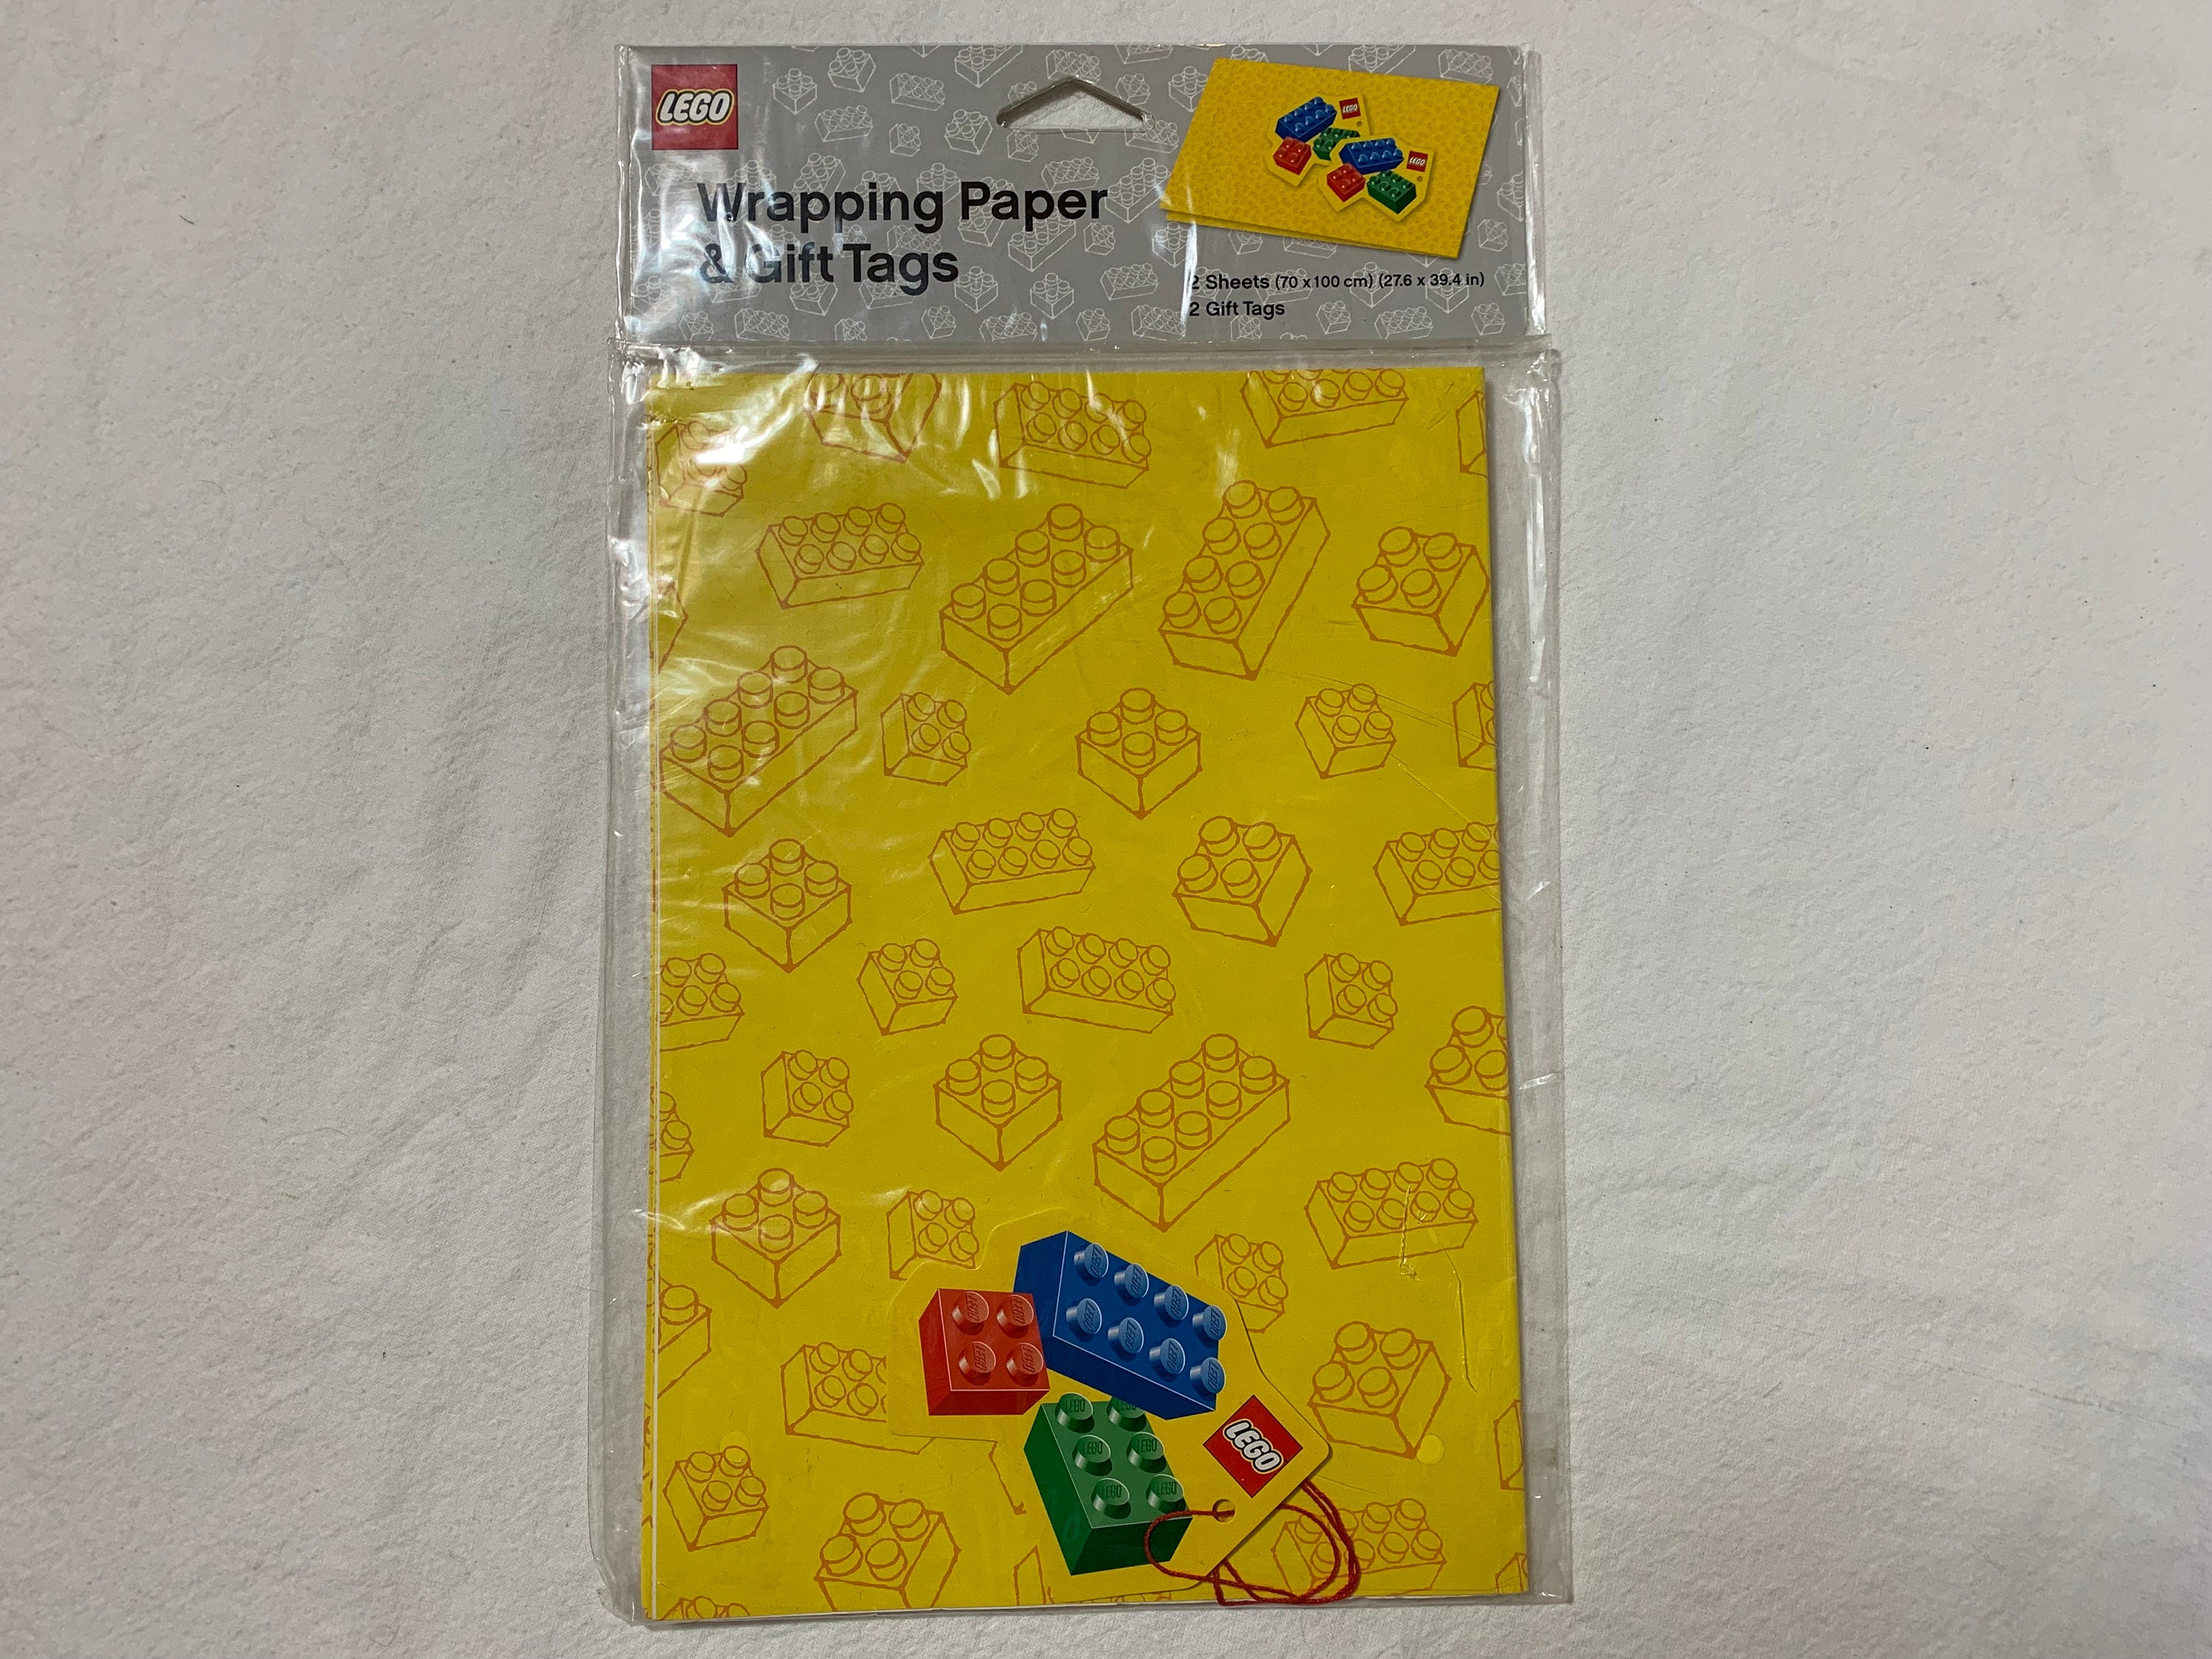 LEGO
Wrapping Paper
& Gift Tags
LEGO
LEGO
2 Sheets (70 x 100 cm) (27.6 x 39.4 in)
2 Gift Tags
LEGO